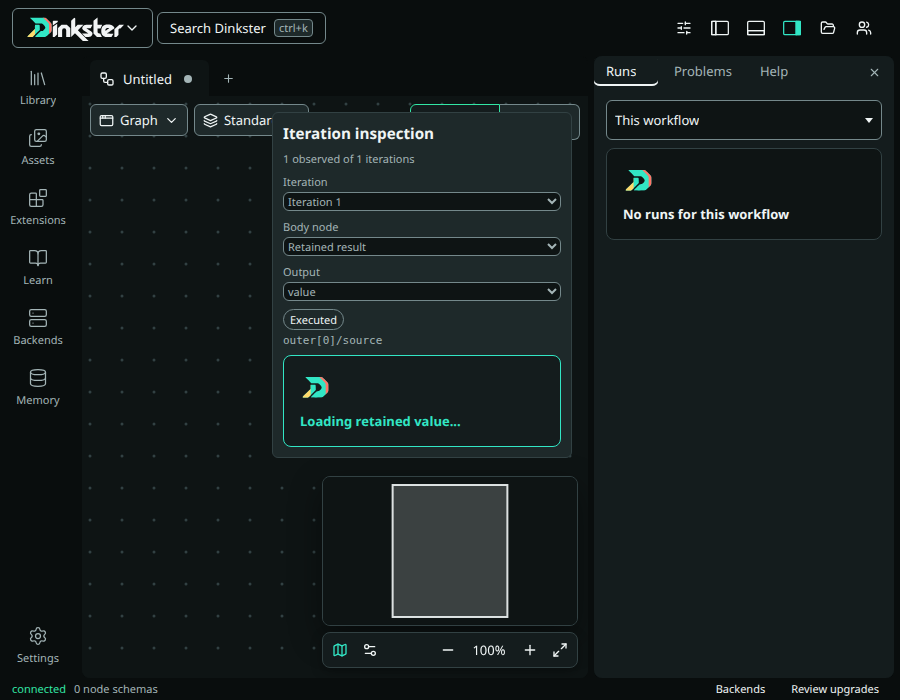 Dinkster
Search Dinkster ctrl+k
Library
Assets
Extensions
Learn
Backends
Memory
Settings
Untitled
Graph
Standar
Iteration inspection
1 observed of 1 iterations
Iteration
Iteration 1
Body node
Retained result
Output
value
Executed
outer[0]/source
Loading retained value...
100%
Runs Problems Help
This workflow
No runs for this workflow
connected 0 node schemas
Backends Review upgrades